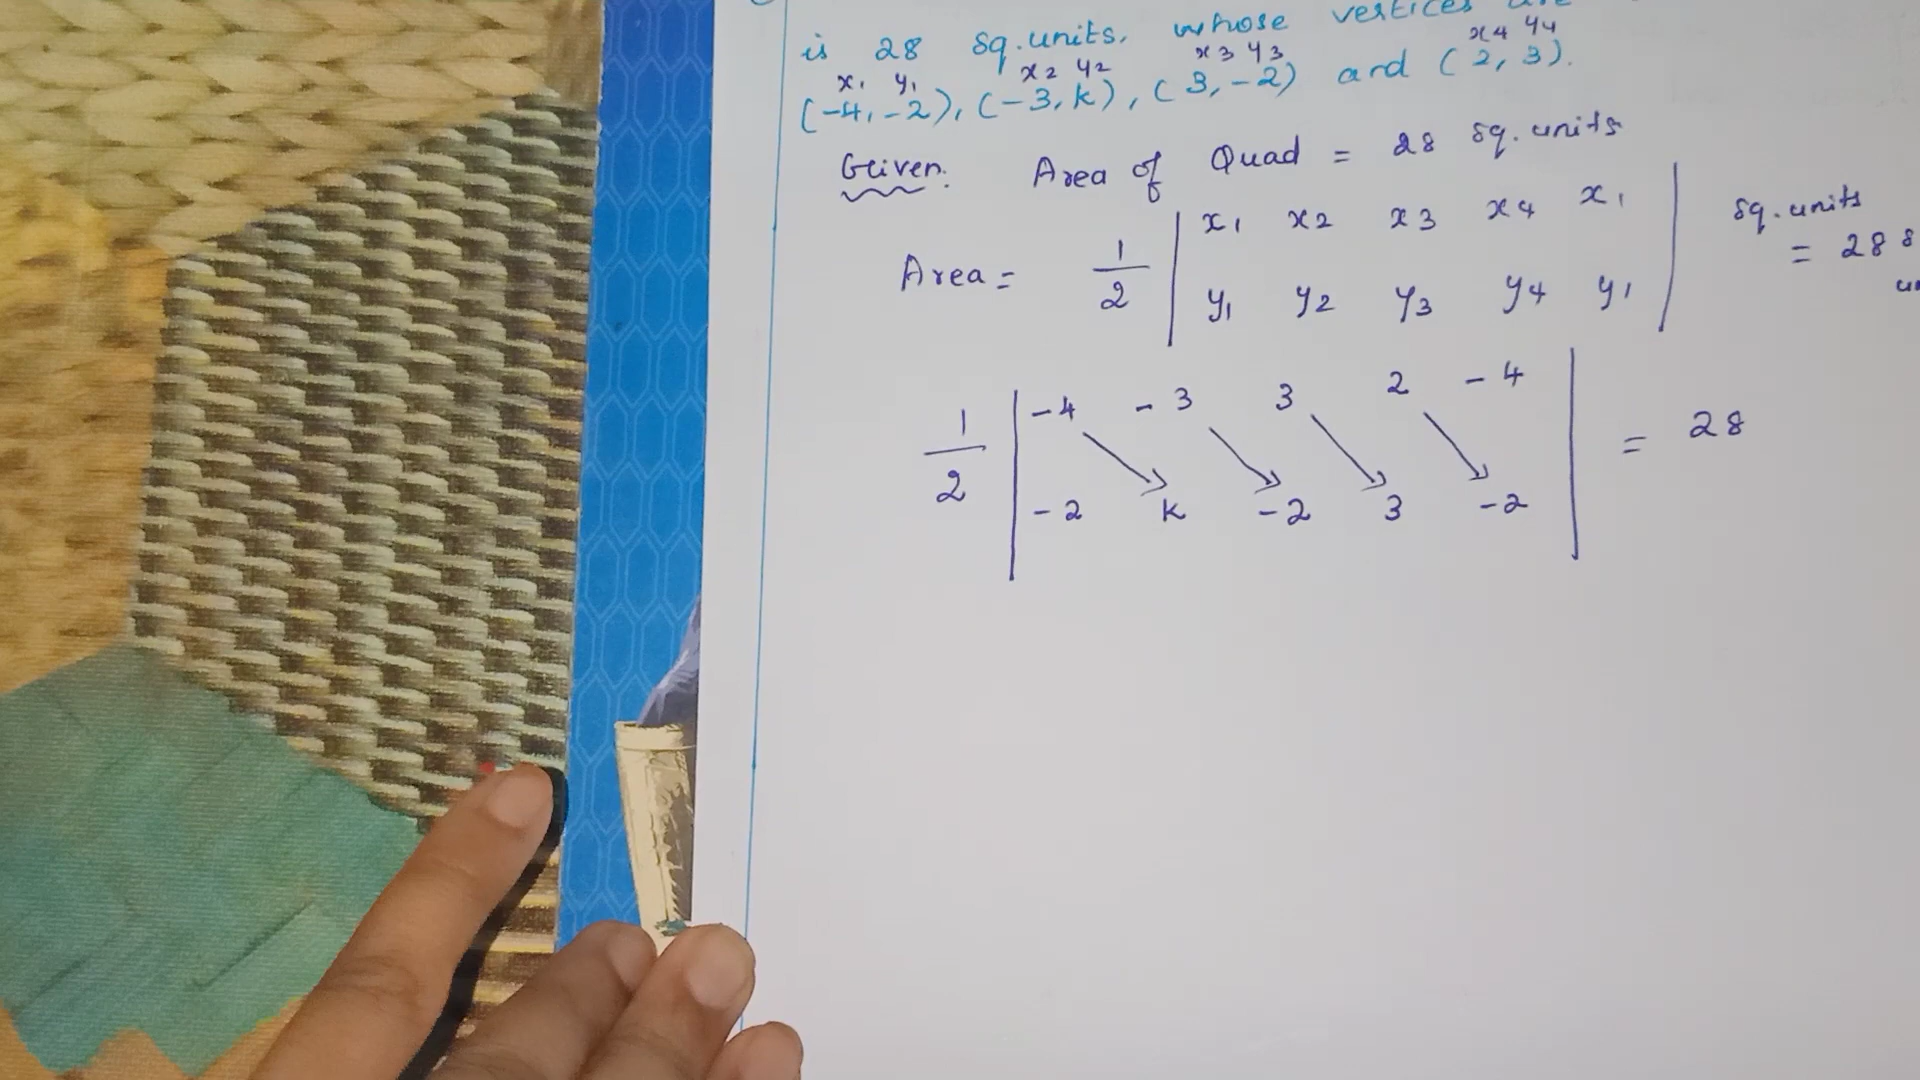 is 28 sq.units, whose vertices are
x1 y1 x2 y2 x3 y3 x4 y4
(-4,-2), (-3,k), (3,-2) and (2,3).
Given. Area of Quad = 28 sq.units
Area = 1/2 | x1 x2 x3 x4 x1 | sq.units
y1 y2 y3 y4 y1 = 28
1/2 | -4 -3 3 2 -4 | = 28
-2 k -2 3 -2